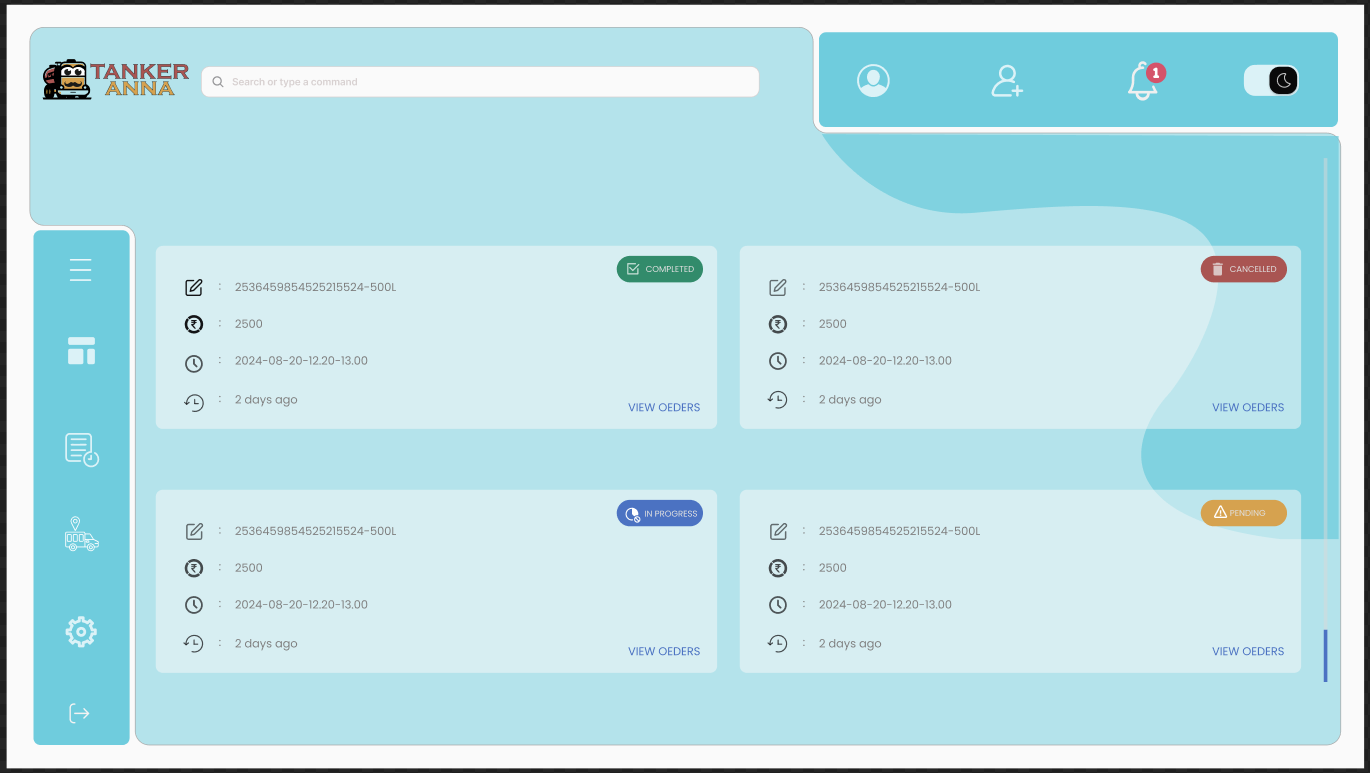 TANKER
ANNA
Search or type a command
1
COMPLETED
: 2536459854525215524-500L
: 2500
: 2024-08-20-12.20-13.00
: 2 days ago
VIEW OEDERS
CANCELLED
: 2536459854525215524-500L
: 2500
: 2024-08-20-12.20-13.00
: 2 days ago
VIEW OEDERS
IN PROGRESS
: 2536459854525215524-500L
: 2500
: 2024-08-20-12.20-13.00
: 2 days ago
VIEW OEDERS
PENDING
: 2536459854525215524-500L
: 2500
: 2024-08-20-12.20-13.00
: 2 days ago
VIEW OEDERS